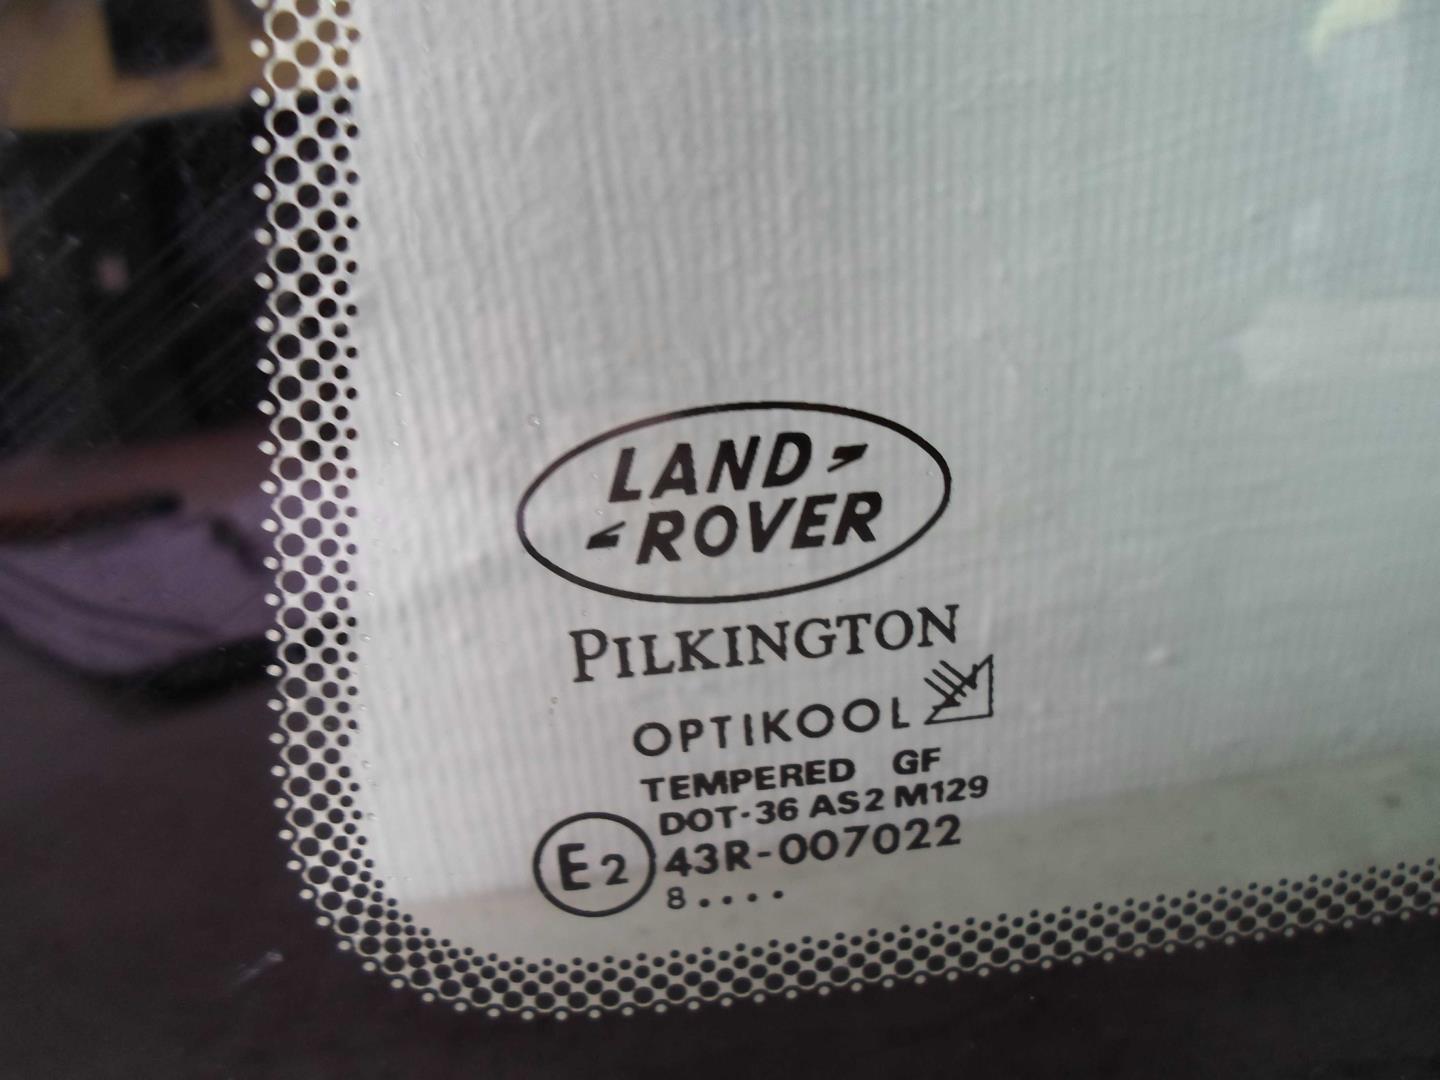 LAND
ROVER
PILKINGTON
OPTIKOOL
TEMPERED GF
DOT-36 AS2 M129
E2 43R-007022
8....